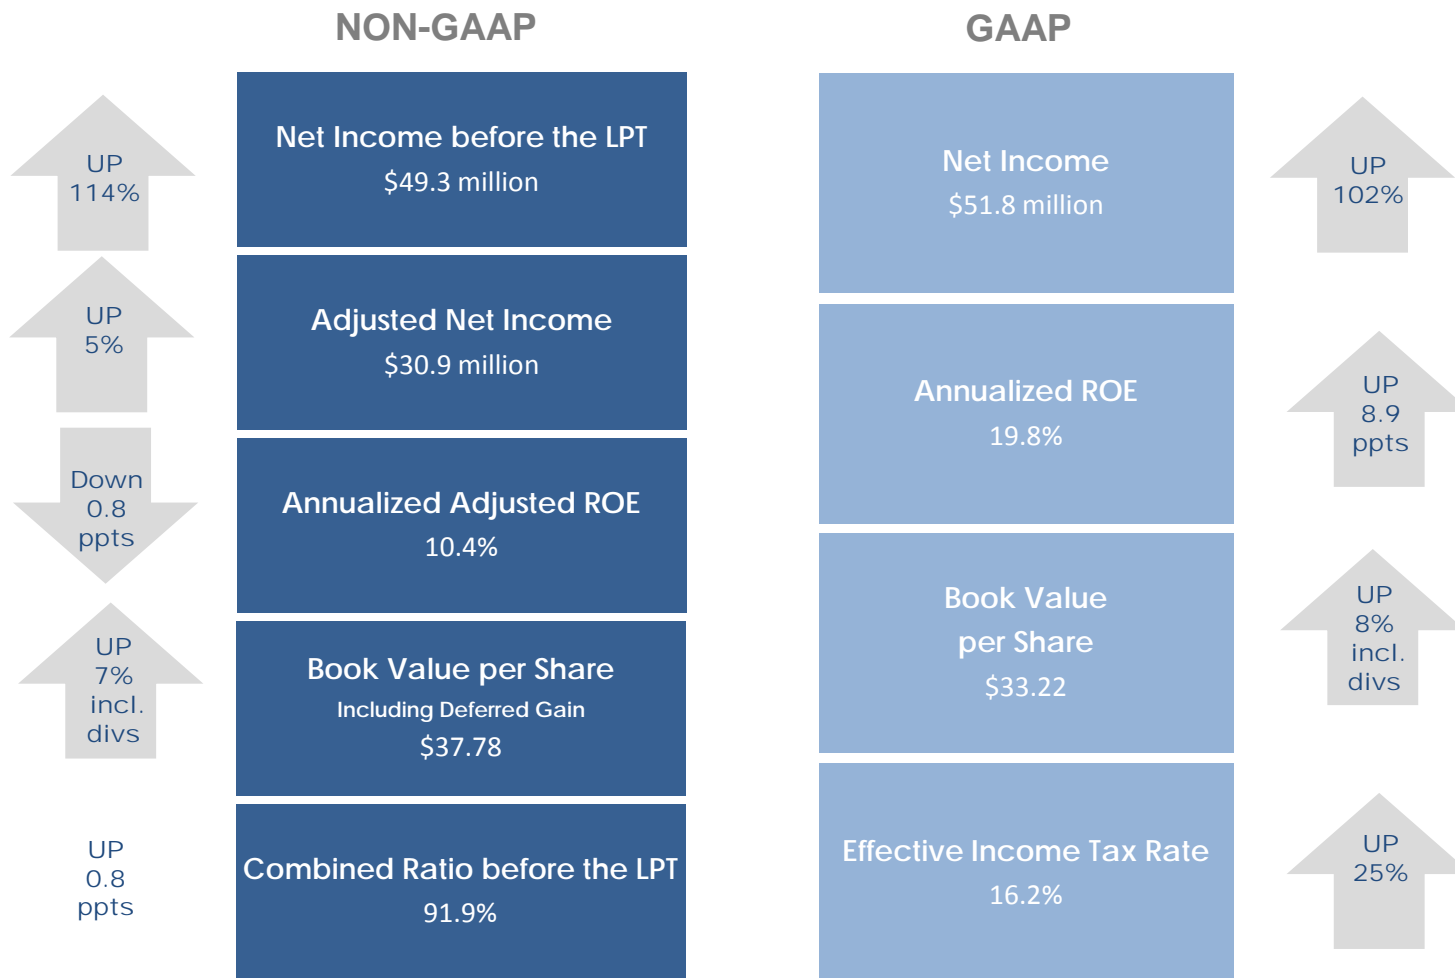 NON-GAAP
UP
114%
Net Income before the LPT
$49.3 million
UP
5%
Adjusted Net Income
$30.9 million
Down
0.8
ppts
Annualized Adjusted ROE
10.4%
UP
7%
incl.
divs
Book Value per Share
Including Deferred Gain
$37.78
UP
0.8
ppts
Combined Ratio before the LPT
91.9%
GAAP
Net Income
$51.8 million
UP
102%
Annualized ROE
19.8%
UP
8.9
ppts
Book Value
per Share
$33.22
UP
8%
incl.
divs
Effective Income Tax Rate
16.2%
UP
25%